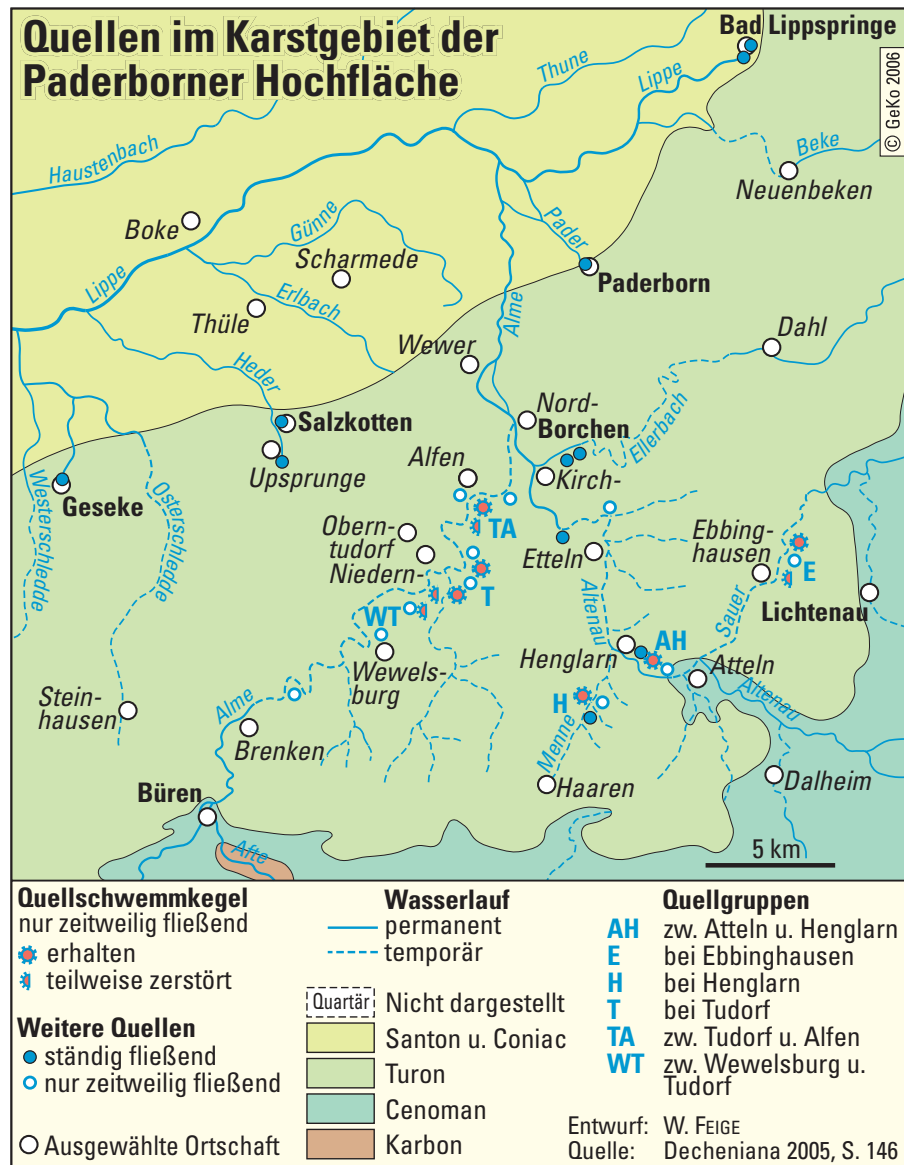 Quellen im Karstgebiet der
Paderborner Hochfläche
Bad Lippspringe
© GeKo 2006
Thune
Lippe
Haustenbach
Beke
Neuenbeken
Boke
Günne
Pader
Scharmede
Lippe
Paderborn
Erlbach
Alme
Thüle
Dahl
Wewer
Heder
Nord-
Salzkotten
Borchen
Ellerbach
Alfen
Upsprunge
Kirch-
Geseke
Westerschledde
Osterschledde
TA
Obern-
tudorf
Niedern-
Etteln
Ebbing-
hausen
E
T
Altenau
Sauer
Lichtenau
WT
Henglarn
AH
Wewels-
burg
Atteln
Stein-
hausen
Alme
H
Altenau
Brenken
Menne
Haaren
Dalheim
Büren
Afte
5 km
Quellschwemmkegel
nur zeitweilig fließend
erhalten
teilweise zerstört
Weitere Quellen
ständig fließend
nur zeitweilig fließend
Ausgewählte Ortschaft
Wasserlauf
permanent
temporär
Quartär Nicht dargestellt
Santon u. Coniac
Turon
Cenoman
Karbon
Quellgruppen
AH zw. Atteln u. Henglarn
E bei Ebbinghausen
H bei Henglarn
T bei Tudorf
TA zw. Tudorf u. Alfen
WT zw. Wewelsburg u.
Tudorf
Entwurf: W. FEIGE
Quelle: Decheniana 2005, S. 146